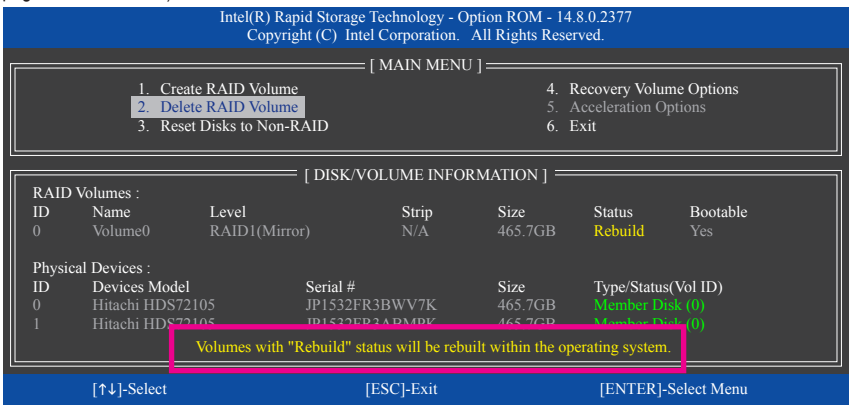 Intel(R) Rapid Storage Technology - Option ROM - 14.8.0.2377
Copyright (C) Intel Corporation. All Rights Reserved.
[ MAIN MENU ]
1. Create RAID Volume
2. Delete RAID Volume
3. Reset Disks to Non-RAID
4. Recovery Volume Options
5. Acceleration Options
6. Exit
[ DISK/VOLUME INFORMATION ]
RAID Volumes :
ID Name Level Strip Size Status Bootable
0 Volume0 RAID1(Mirror) N/A 465.7GB Rebuild Yes
Physical Devices :
ID Devices Model Serial # Size Type/Status(Vol ID)
0 Hitachi HDS72105 JP1532FR3BWV7K 465.7GB Member Disk (0)
1 Hitachi HDS72105 JP1532FR3ABMPK 465.7GB Member Disk (0)
Volumes with "Rebuild" status will be rebuilt within the operating system.
[↑↓]-Select [ESC]-Exit [ENTER]-Select Menu